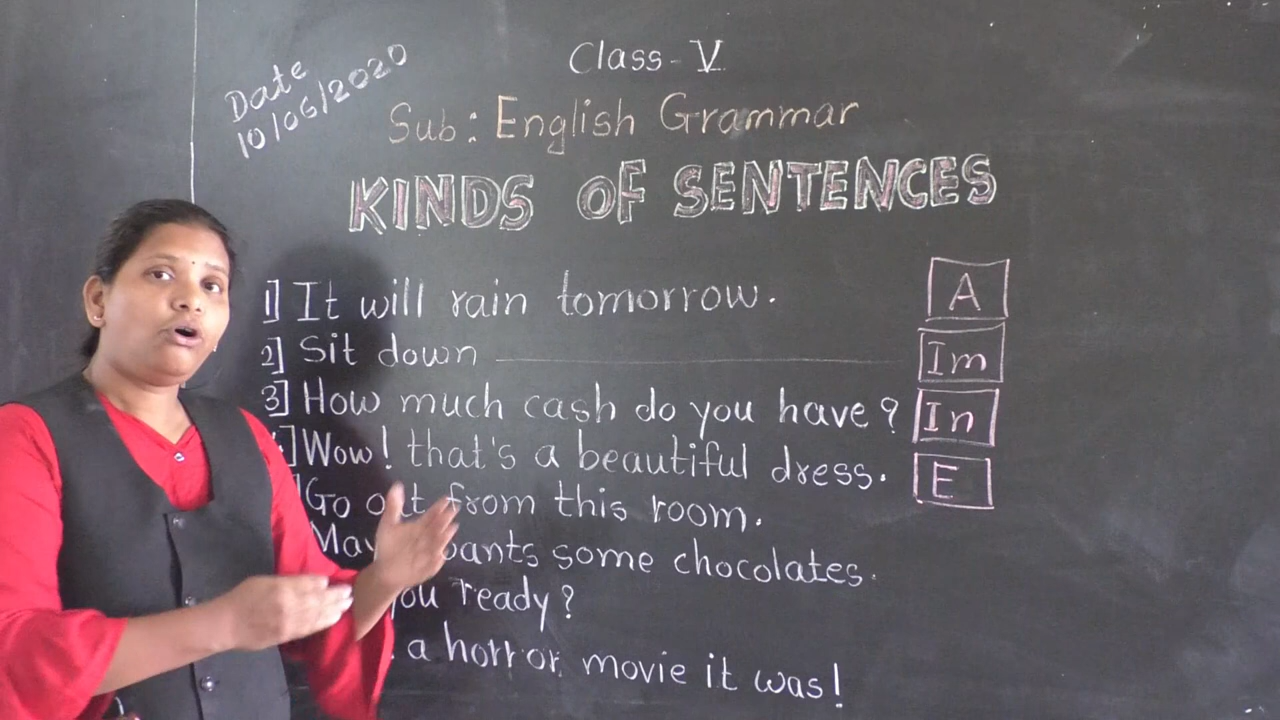 Class - V
Date
10/06/2020
Sub: English Grammar
KINDS OF SENTENCES
1] It will rain tomorrow. A
2] Sit down Im
3] How much cash do you have? In
] Wow! that's a beautiful dress. E
Go out from this room.
some chocolates.
ready?
a horror movie it was!